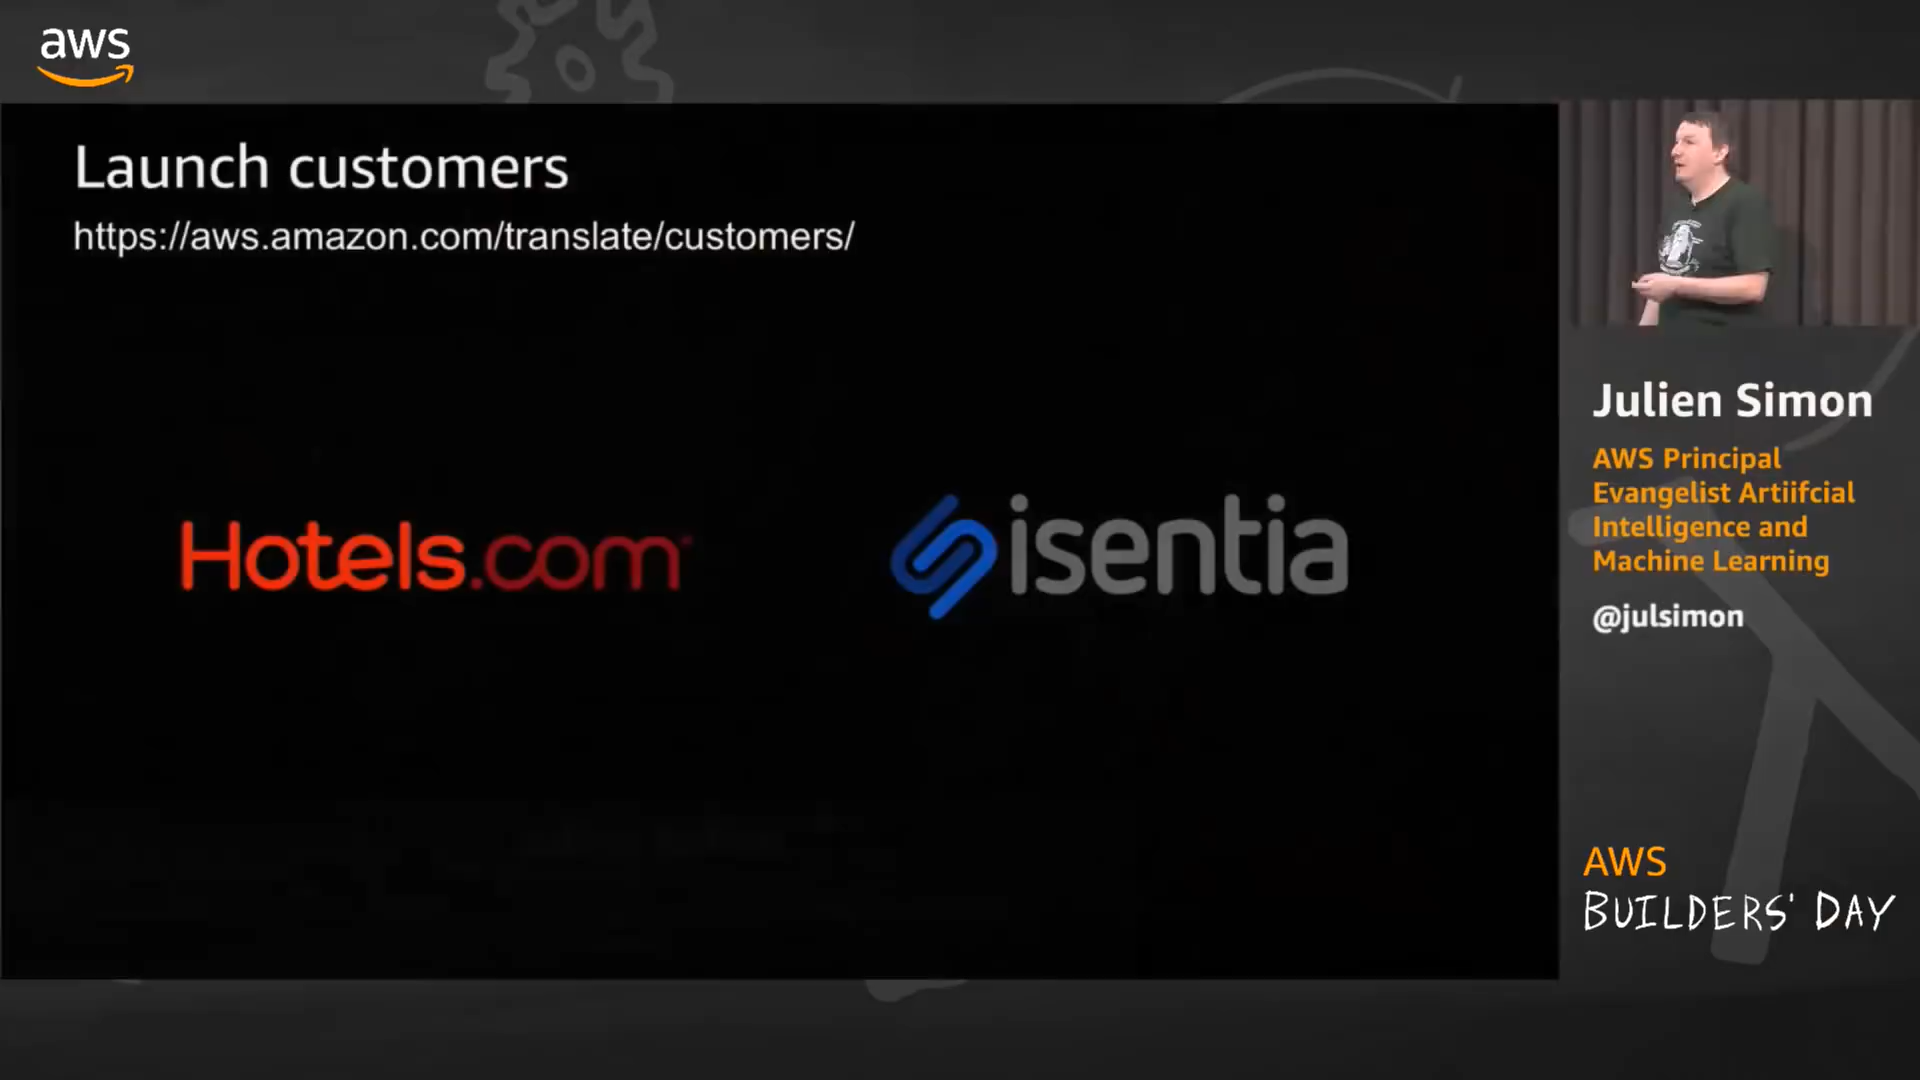 aws
Launch customers
https://aws.amazon.com/translate/customers/
Hotels.com
isentia
Julien Simon
AWS Principal
Evangelist Artiifcial
Intelligence and
Machine Learning
@julsimon
AWS
BUILDERS' DAY